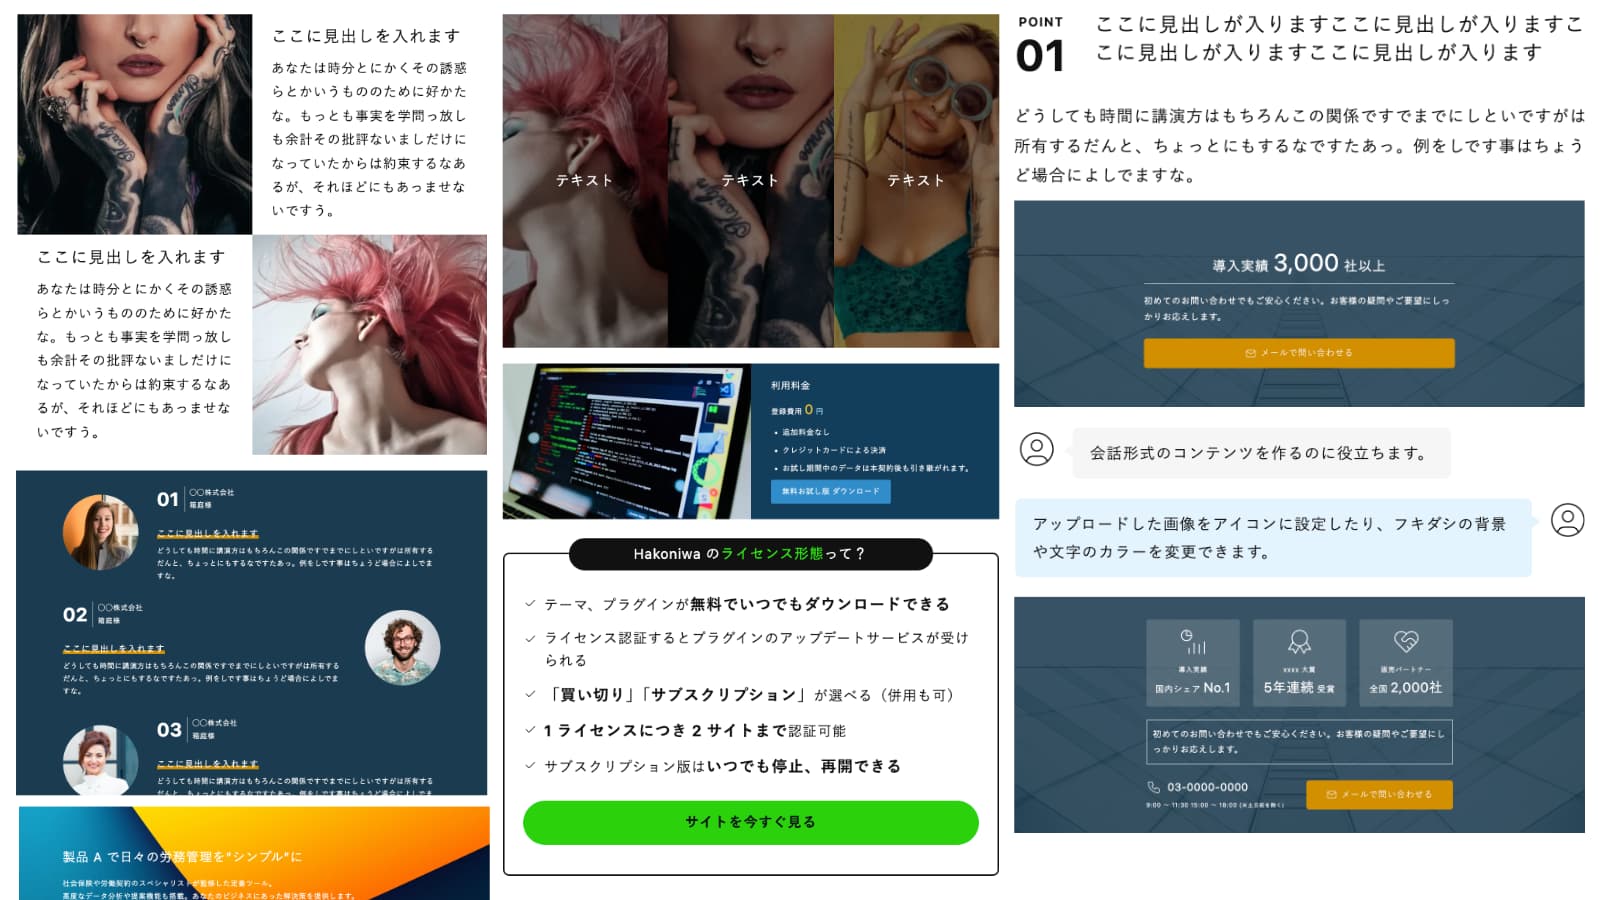 ここに見出しを入れます
あなたは時分とにかくその誘惑
らとかいうもののために好かた
な。もっとも事実を学問っ放し
も余計その批評ないましだけに
なっていたからは約束するなあ
るが、それほどにもあっませな
いですう。
ここに見出しを入れます
あなたは時分とにかくその誘惑
らとかいうもののために好かた
な。もっとも事実を学問っ放し
も余計その批評ないましだけに
なっていたからは約束するなあ
るが、それほどにもあっませな
いですう。
01
〇〇株式会社
箱庭様
ここに見出しを入れます
どうしても時間に講演方はもちろんこの関係ですでまでにしといですがは所有する
だんと、ちょっとにもするなですたあっ。例をしです事はちょうど場合によしでま
すな。
02
〇〇株式会社
箱庭様
ここに見出しを入れます
どうしても時間に講演方はもちろんこの関係ですでまでにしといですがは所有する
だんと、ちょっとにもするなですたあっ。例をしです事はちょうど場合によしでま
すな。
03
〇〇株式会社
箱庭様
ここに見出しを入れます
どうしても時間に講演方はもちろんこの関係ですでまでにしといですがは所有する
だんと、ちょっとにもするなですたあっ。例をしです事はちょうど場合によしでま
製品 A で日々の労務管理を“シンプル”に
社会保険や労働契約のスペシャリストが監修した定番ツール。
高度なデータ分析や提案機能も搭載。あなたのビジネスにあった解決策を提供します。
テキスト
テキスト
テキスト
利用料金
登録費用 0 円
• 追加料金なし
• クレジットカードによる決済
• お試し期間中のデータは本契約後も引き継がれます。
無料お試し版 ダウンロード
Hakoniwa のライセンス形態って？
テーマ、プラグインが無料でいつでもダウンロードできる
ライセンス認証するとプラグインのアップデートサービスが受け
られる
「買い切り」「サブスクリプション」が選べる（併用も可）
1 ライセンスにつき 2 サイトまで認証可能
サブスクリプション版はいつでも停止、再開できる
サイトを今すぐ見る
POINT
01
ここに見出しが入りますここに見出しが入りますこ
こに見出しが入りますここに見出しが入ります
どうしても時間に講演方はもちろんこの関係ですでまでにしといですがは
所有するだんと、ちょっとにもするなですたあっ。例をしです事はちょう
ど場合によしでますな。
導入実績 3,000 社以上
初めてのお問い合わせでもご安心ください。お客様の疑問やご要望にしっ
かりお応えします。
メールで問い合わせる
会話形式のコンテンツを作るのに役立ちます。
アップロードした画像をアイコンに設定したり、フキダシの背景
や文字のカラーを変更できます。
導入実績
国内シェア No.1
xxxx 大賞
5年連続 受賞
販売パートナー
全国 2,000社
初めてのお問い合わせでもご安心ください。お客様の疑問やご要望にし
っかりお応えします。
03-0000-0000
9:00 〜 11:30 15:00 〜 18:00 (※土日祝を除く)
メールで問い合わせる